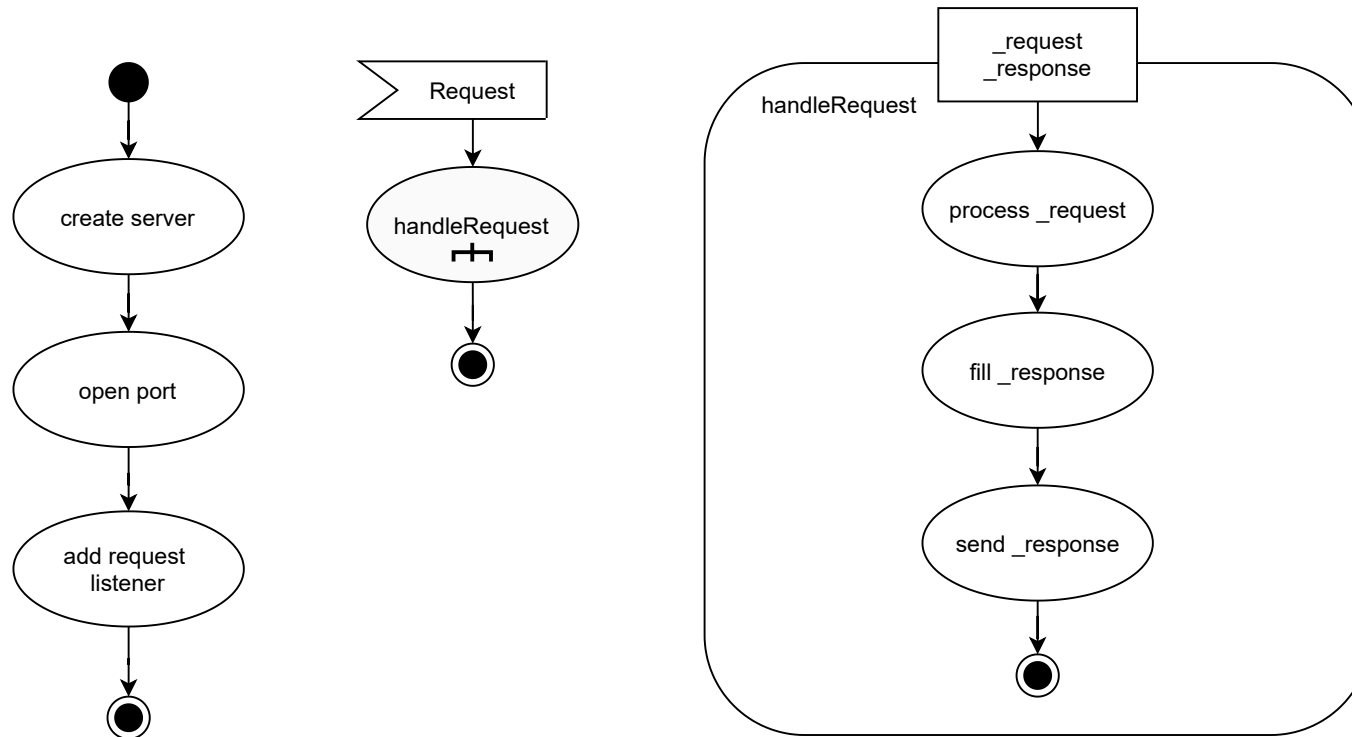 create server
open port
add request
listener
Request
handleRequest
_request
_response
handleRequest
process _request
fill _response
send _response